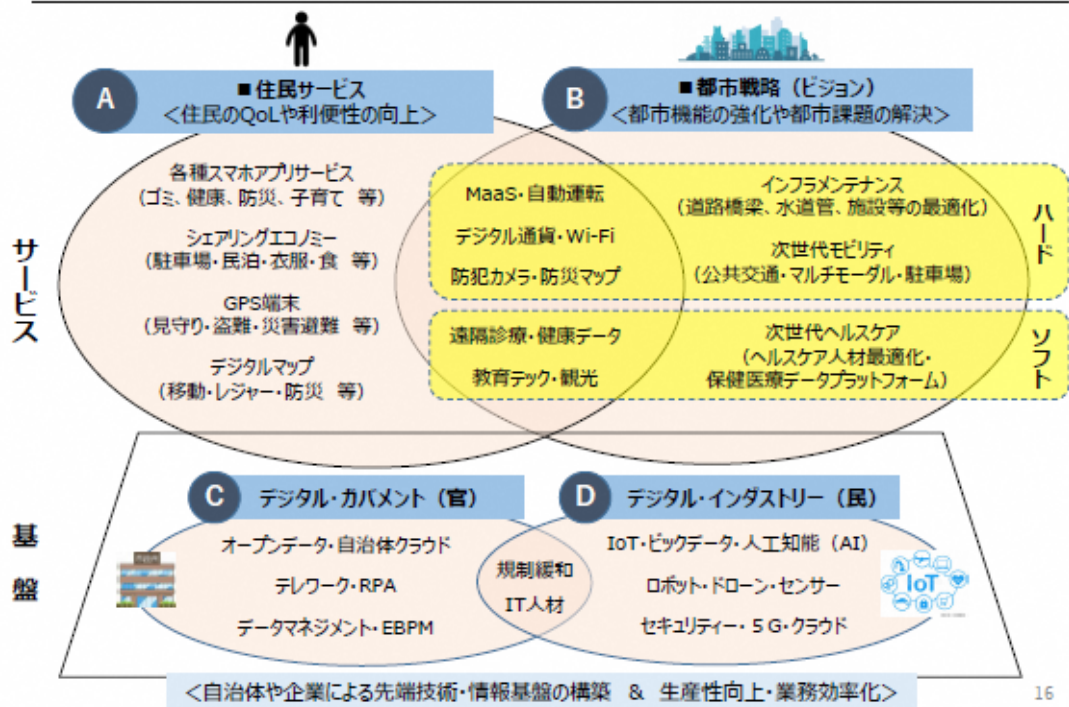 A
■住民サービス
<住民のQoLや利便性の向上>
B
■都市戦略（ビジョン）
<都市機能の強化や都市課題の解決>
サービス
各種スマホアプリサービス
（ゴミ、健康、防災、子育て 等）
シェアリングエコノミー
（駐車場・民泊・衣服・食 等）
GPS端末
（見守り・盗難・災害避難 等）
デジタルマップ
（移動・レジャー・防災 等）
MaaS・自動運転
デジタル通貨・Wi-Fi
防犯カメラ・防災マップ
インフラメンテナンス
（道路橋梁、水道管、施設等の最適化）
次世代モビリティ
（公共交通・マルチモーダル・駐車場）
ハード
遠隔診療・健康データ
教育テック・観光
次世代ヘルスケア
（ヘルスケア人材最適化・
保健医療データプラットフォーム）
ソフト
基盤
C
デジタル・ガバメント（官）
オープンデータ・自治体クラウド
テレワーク・RPA
データマネジメント・EBPM
規制緩和
IT人材
D
デジタル・インダストリー（民）
IoT・ビックデータ・人工知能（AI）
ロボット・ドローン・センサー
セキュリティー・５G・クラウド
IoT
<自治体や企業による先端技術・情報基盤の構築 ＆ 生産性向上・業務効率化>
16